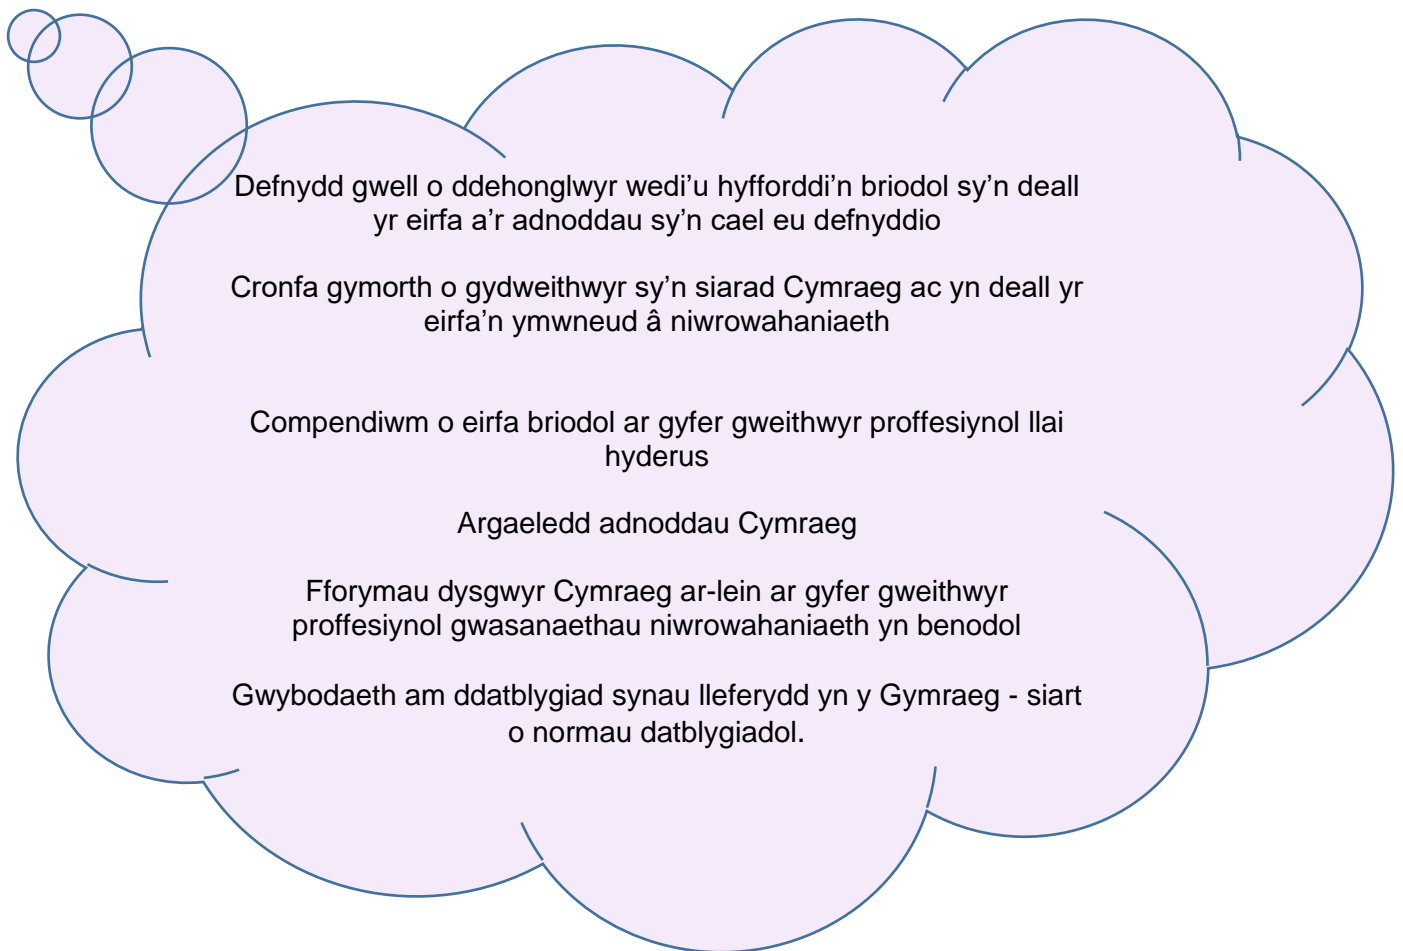 Defnydd gwell o ddehonglwyr wedi’u hyfforddi’n briodol sy’n deall
yr eirfa a’r adnoddau sy’n cael eu defnyddio
Cronfa gymorth o gydweithwyr sy’n siarad Cymraeg ac yn deall yr
eirfa’n ymwneud â niwrowahaniaeth
Compendiwm o eirfa briodol ar gyfer gweithwyr proffesiynol llai
hyderus
Argaeledd adnoddau Cymraeg
Fforymau dysgwyr Cymraeg ar-lein ar gyfer gweithwyr
proffesiynol gwasanaethau niwrowahaniaeth yn benodol
Gwybodaeth am ddatblygiad synau lleferydd yn y Gymraeg - siart
o normau datblygiadol.